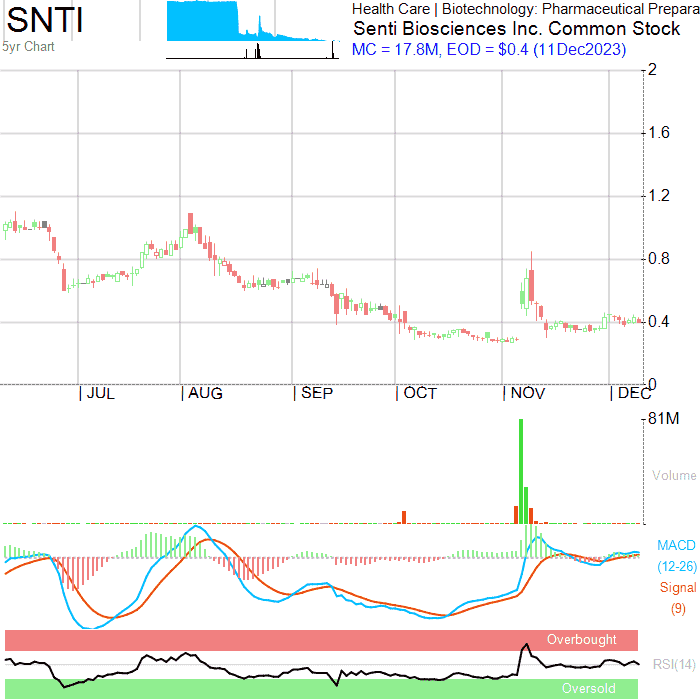 SNTI
5yr Chart
Health Care | Biotechnology: Pharmaceutical Prepara
Senti Biosciences Inc. Common Stock
MC = 17.8M, EOD = $0.4 (11Dec2023)
2
1.6
1.2
0.8
0.4
0
JUL AUG SEP OCT NOV DEC
81M
Volume
MACD
(12-26)
Signal
(9)
Overbought
RSI(14)
Oversold